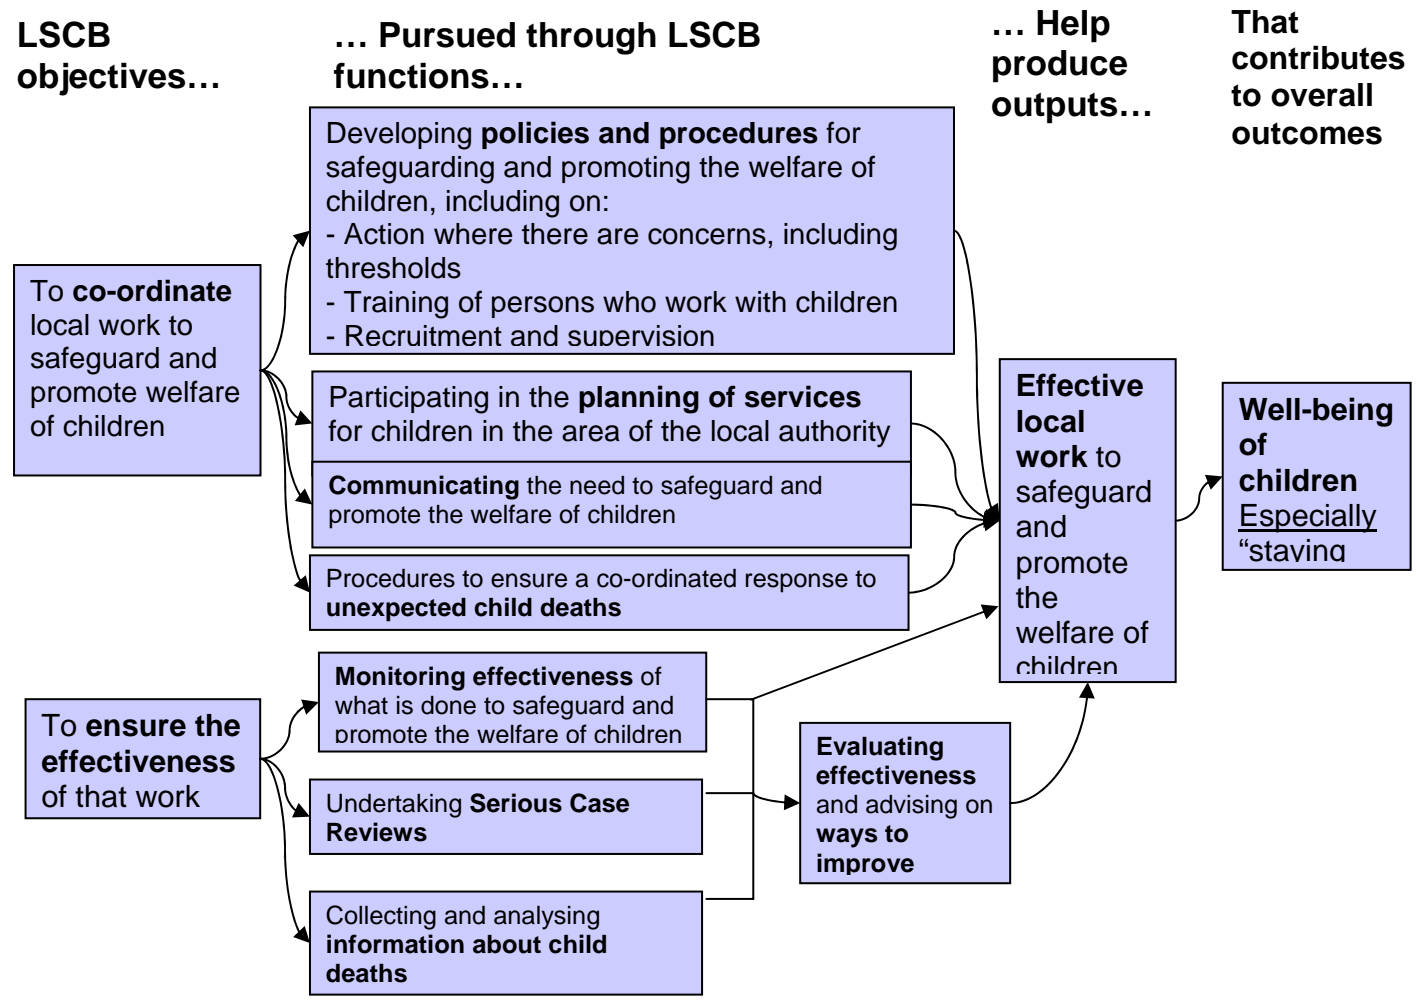 LSCB
objectives…
… Pursued through LSCB
functions…
… Help
produce
outputs…
That
contributes
to overall
outcomes
Developing policies and procedures for
safeguarding and promoting the welfare of
children, including on:
- Action where there are concerns, including
thresholds
- Training of persons who work with children
- Recruitment and supervision
To co-ordinate
local work to
safeguard and
promote welfare
of children
Participating in the planning of services
for children in the area of the local authority
Communicating the need to safeguard and
promote the welfare of children
Procedures to ensure a co-ordinated response to
unexpected child deaths
Effective
local
work to
safeguard
and
promote
the
welfare of
children
Well-being
of
children
Especially
“staying
To ensure the
effectiveness
of that work
Monitoring effectiveness of
what is done to safeguard and
promote the welfare of children
Undertaking Serious Case
Reviews
Collecting and analysing
information about child
deaths
Evaluating
effectiveness
and advising on
ways to
improve